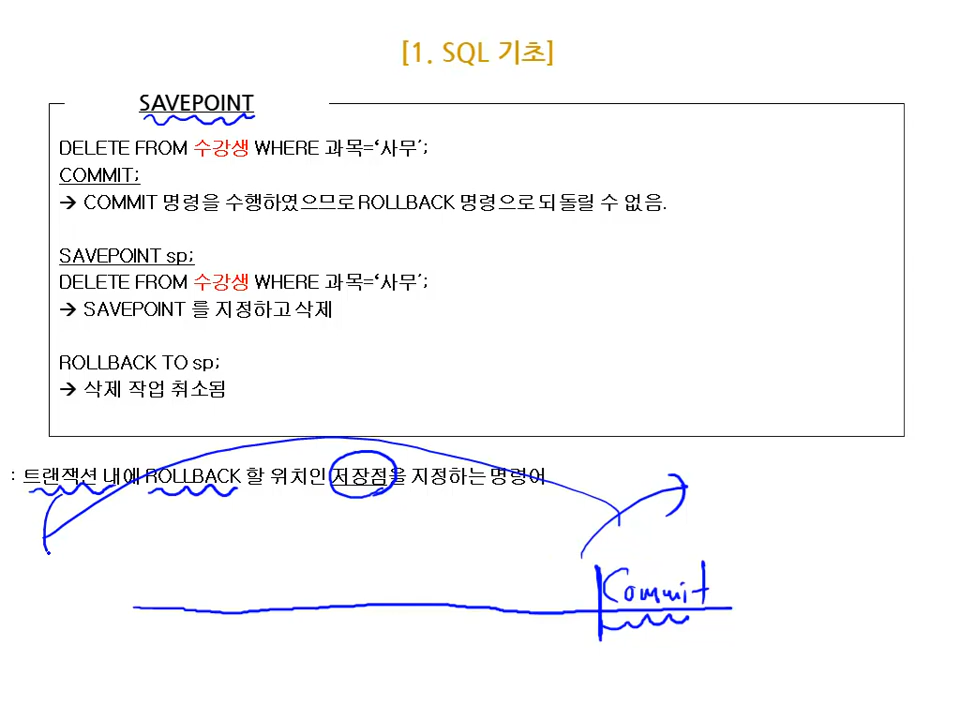 [1. SQL 기초]
SAVEPOINT
DELETE FROM 수강생 WHERE 과목=‘사무’;
COMMIT;
→ COMMIT 명령을 수행하였으므로 ROLLBACK 명령으로 되돌릴 수 없음.
SAVEPOINT sp;
DELETE FROM 수강생 WHERE 과목=‘사무’;
→ SAVEPOINT 를 지정하고 삭제
ROLLBACK TO sp;
→ 삭제 작업 취소됨
: 트랜잭션 내에 ROLLBACK 할 위치인 저장점을 지정하는 명령어
Commit